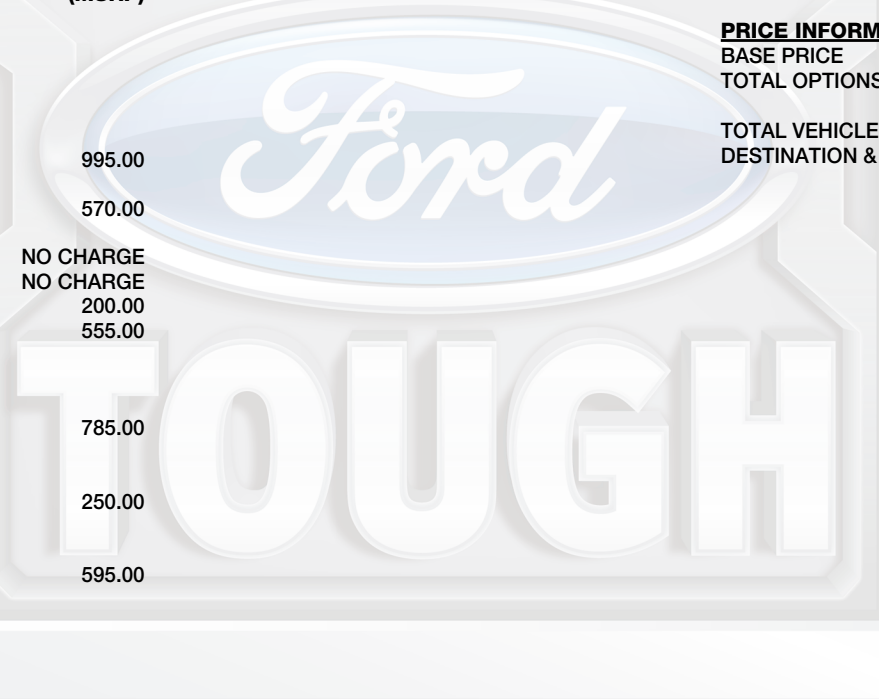 (MSRP)
995.00
570.00
NO CHARGE
NO CHARGE
200.00
555.00
785.00
250.00
595.00
PRICE INFORM
BASE PRICE
TOTAL OPTIONS
TOTAL VEHICLE
DESTINATION &
Ford
TOUGH